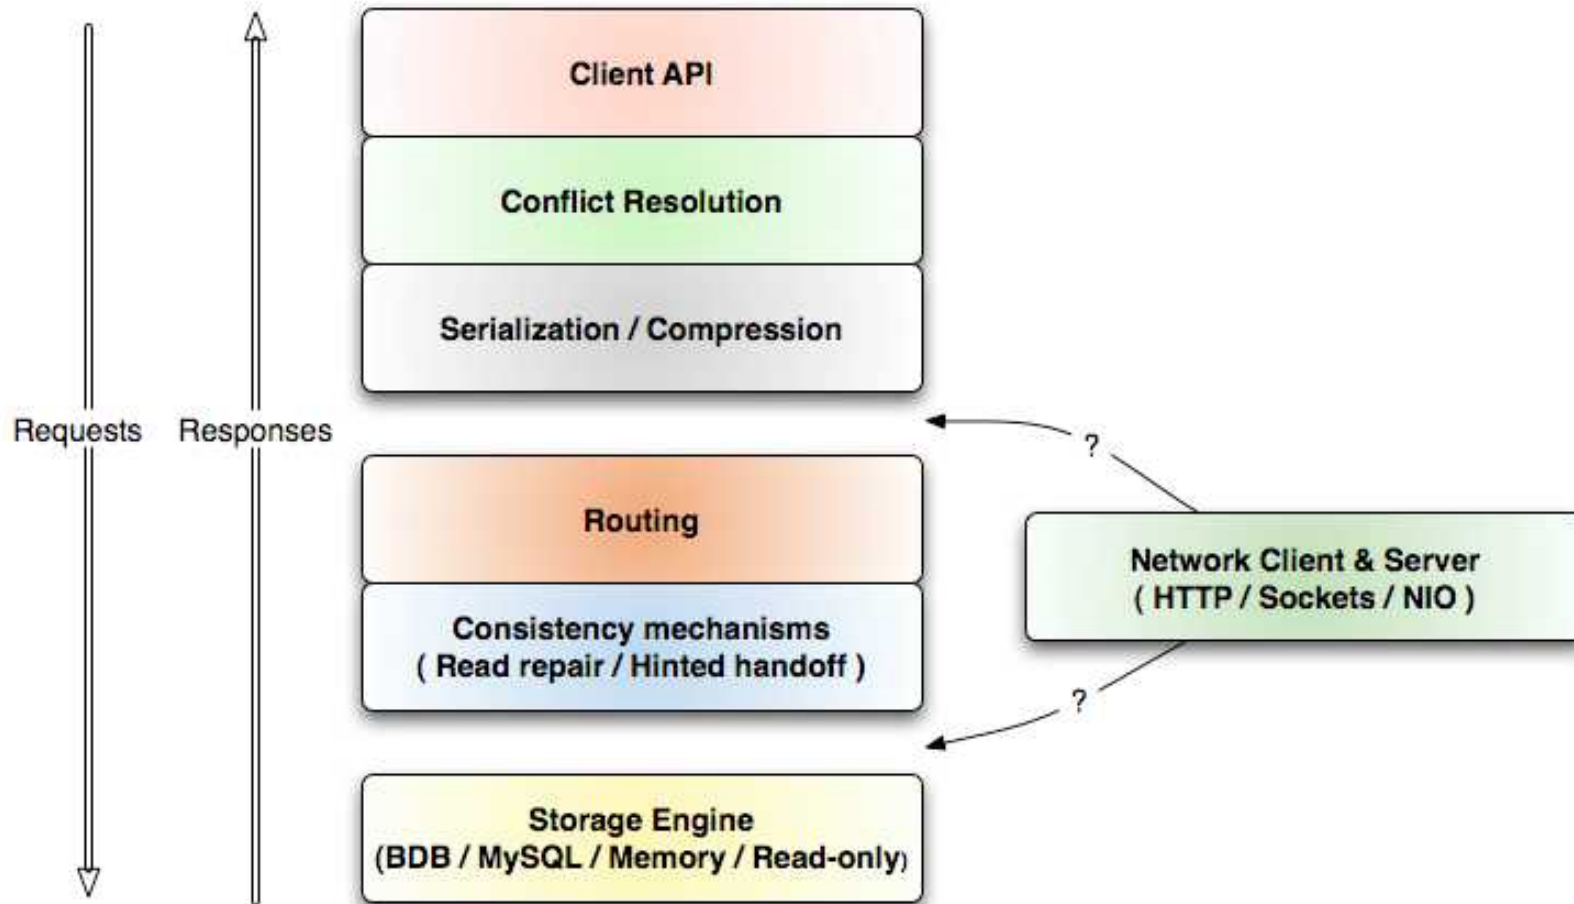 Client API
Conflict Resolution
Serialization / Compression
Requests
Responses
?
Routing
Network Client & Server
( HTTP / Sockets / NIO )
Consistency mechanisms
( Read repair / Hinted handoff )
?
Storage Engine
(BDB / MySQL / Memory / Read-only)